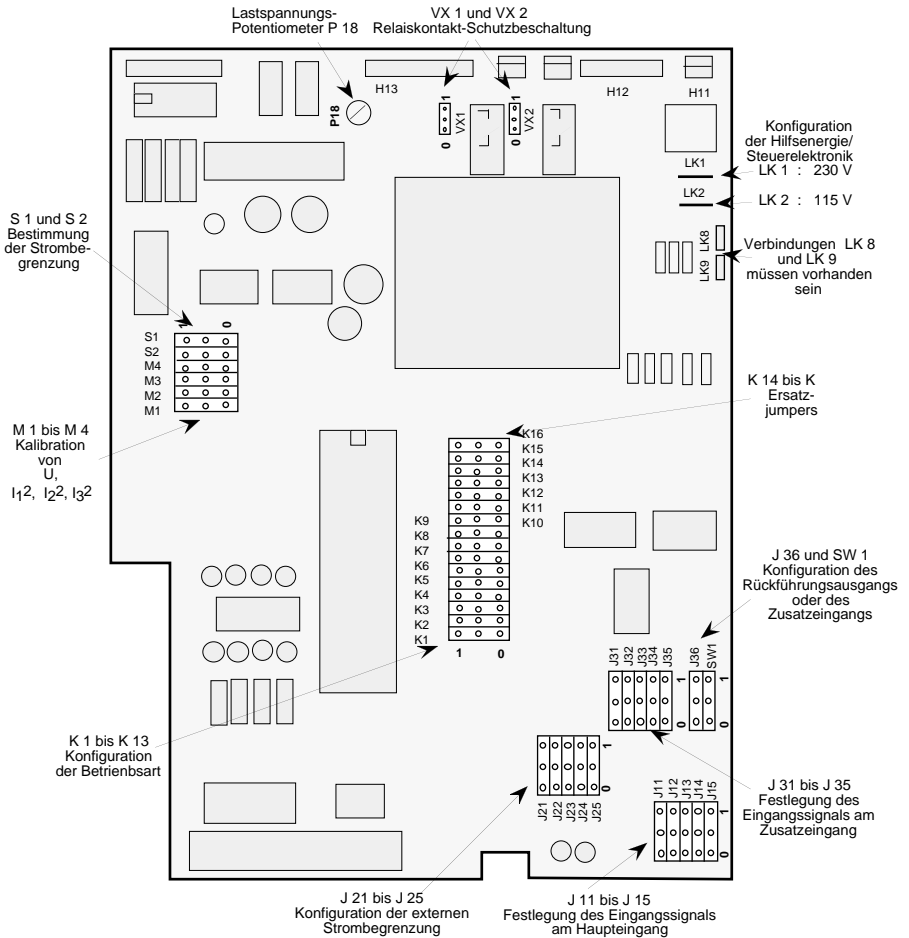 Lastspannungs-
Potentiometer P 18
VX 1 und VX 2
Relaiskontakt-Schutzbeschaltung
H13
H12
H11
P18
1
VX1
0
1
VX2
0
Konfiguration
der Hilfsenergie/
Steuerelektronik
LK 1 : 230 V
LK1
LK 2 : 115 V
LK2
LK8
LK9
Verbindungen LK 8
und LK 9
müssen vorhanden
sein
S 1 und S 2
Bestimmung
der Strombe-
grenzung
1
0
S1
S2
M4
M3
M2
M1
M 1 bis M 4
Kalibration
von
U,
I₁2, I₂2, I₃2
K 14 bis K
Ersatz-
jumpers
K16
K15
K14
K13
K12
K11
K10
K9
K8
K7
K6
K5
K4
K3
K2
K1
1
0
J 36 und SW 1
Konfiguration des
Rückführungsausgangs
oder des
Zusatzeingangs
J31
J32
J33
J34
J35
1
0
J36
SW1
1
0
K 1 bis K 13
Konfiguration
der Betrienbsart
1
0
J21
J22
J23
J24
J25
J11
J12
J13
J14
J15
1
0
J 31 bis J 35
Festlegung des
Eingangssignals am
Zusatzeingang
J 21 bis J 25
Konfiguration der externen
Strombegrenzung
J 11 bis J 15
Festlegung des Eingangssignals
am Haupteingang